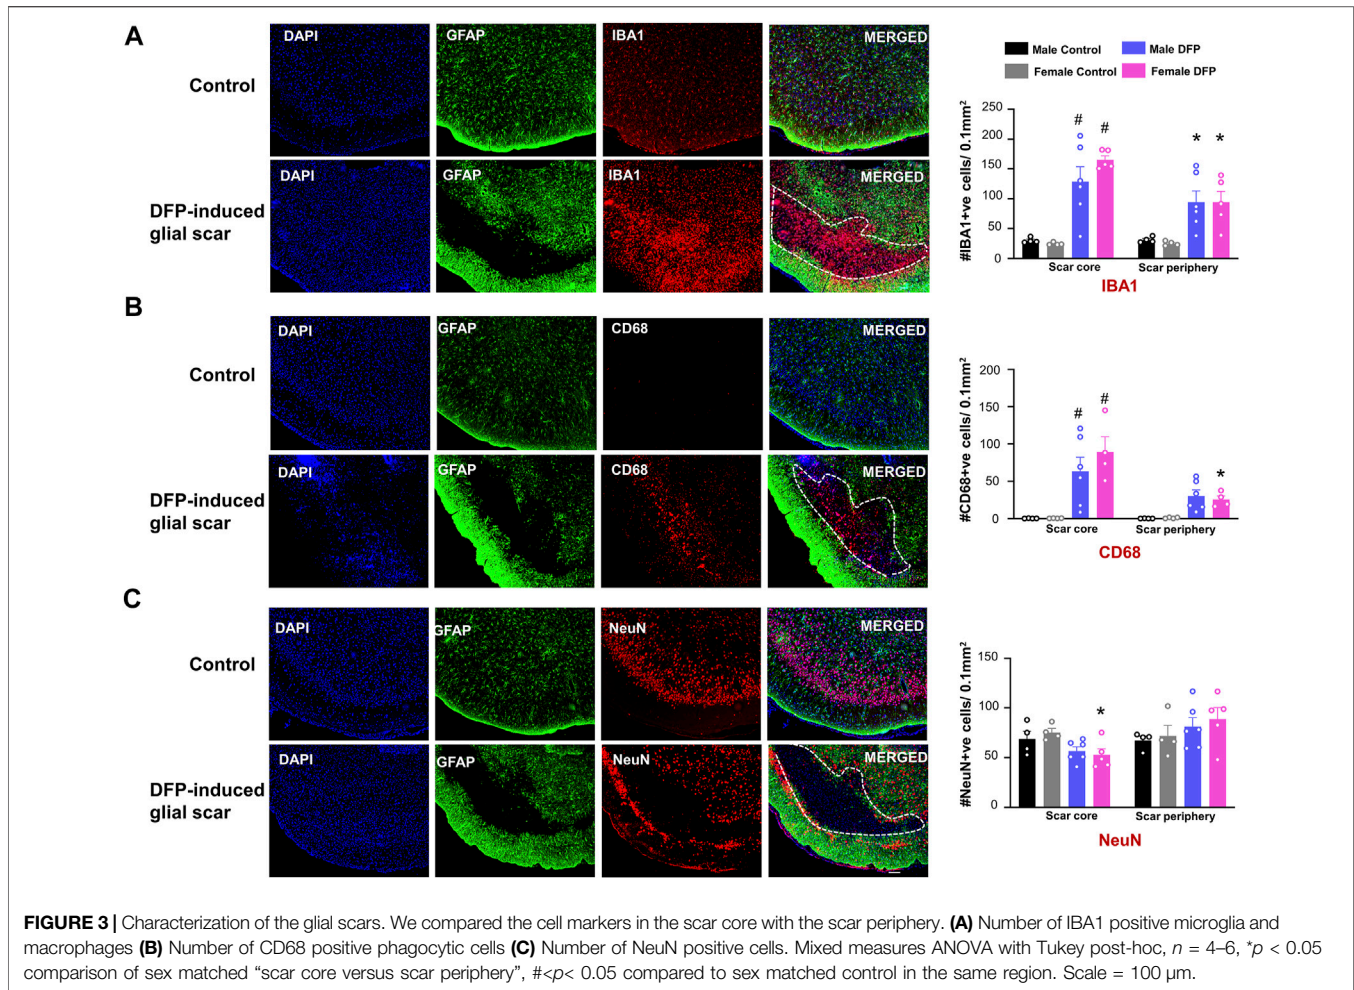 A
DAPI
GFAP
IBA1
MERGED
Control
DAPI
GFAP
IBA1
MERGED
DFP-induced
glial scar
Male Control
Male DFP
Female Control
Female DFP
#IBA1+ve cells/ 0.1mm²
250
200
150
100
50
0
#
#
*
*
Scar core
Scar periphery
IBA1
B
DAPI
GFAP
CD68
MERGED
Control
DAPI
GFAP
CD68
MERGED
DFP-induced
glial scar
#CD68+ve cells/ 0.1mm²
200
150
100
50
0
#
#
*
Scar core
Scar periphery
CD68
C
DAPI
GFAP
NeuN
MERGED
Control
DAPI
GFAP
NeuN
MERGED
DFP-induced
glial scar
#NeuN+ve cells/ 0.1mm²
150
100
50
0
*
Scar core
Scar periphery
NeuN
FIGURE 3 | Characterization of the glial scars. We compared the cell markers in the scar core with the scar periphery. (A) Number of IBA1 positive microglia and
macrophages (B) Number of CD68 positive phagocytic cells (C) Number of NeuN positive cells. Mixed measures ANOVA with Tukey post-hoc, n = 4–6, *p < 0.05
comparison of sex matched “scar core versus scar periphery”, #<p< 0.05 compared to sex matched control in the same region. Scale = 100 μm.